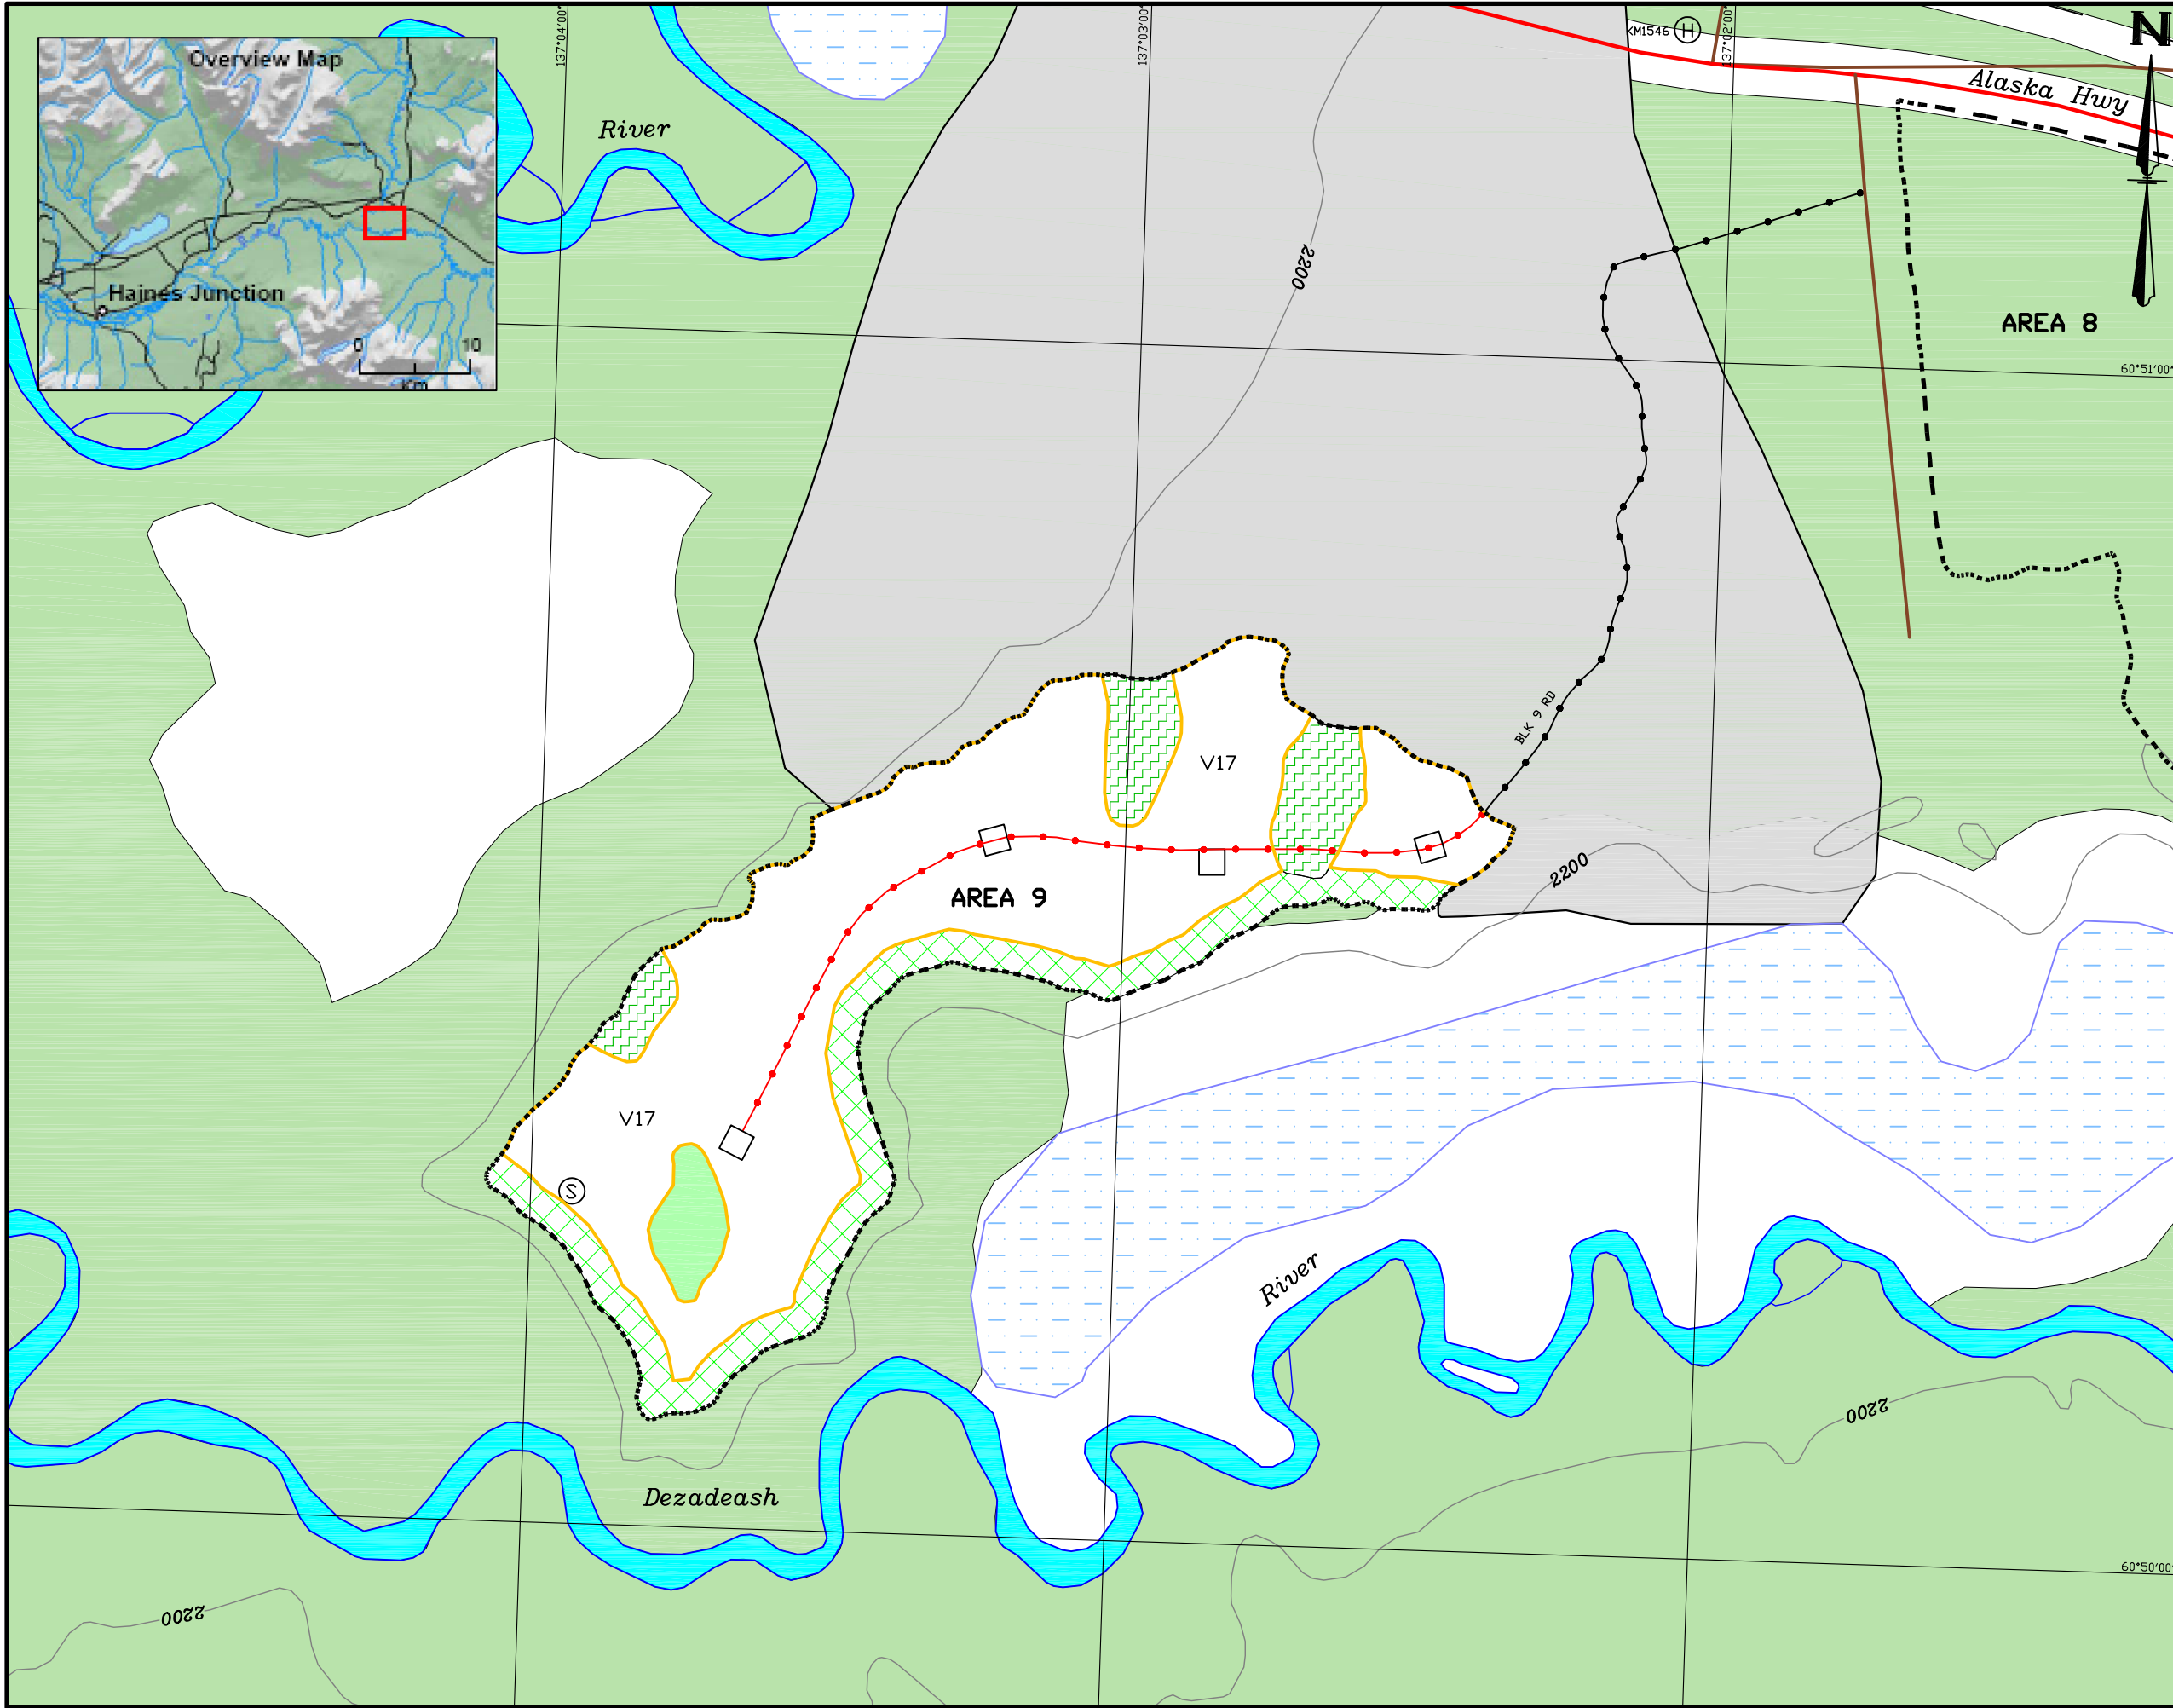 137°04'00"
137°03'00"
137°02'00"
KM1546 H
N
Alaska Hwy
Overview Map
River
Haines Junction
0 10
Km
2200
AREA 8
60°51'00"
BLK 9 RD
V17
2200
AREA 9
V17
S
River
2200
Dezadeash
60°50'00"
2200